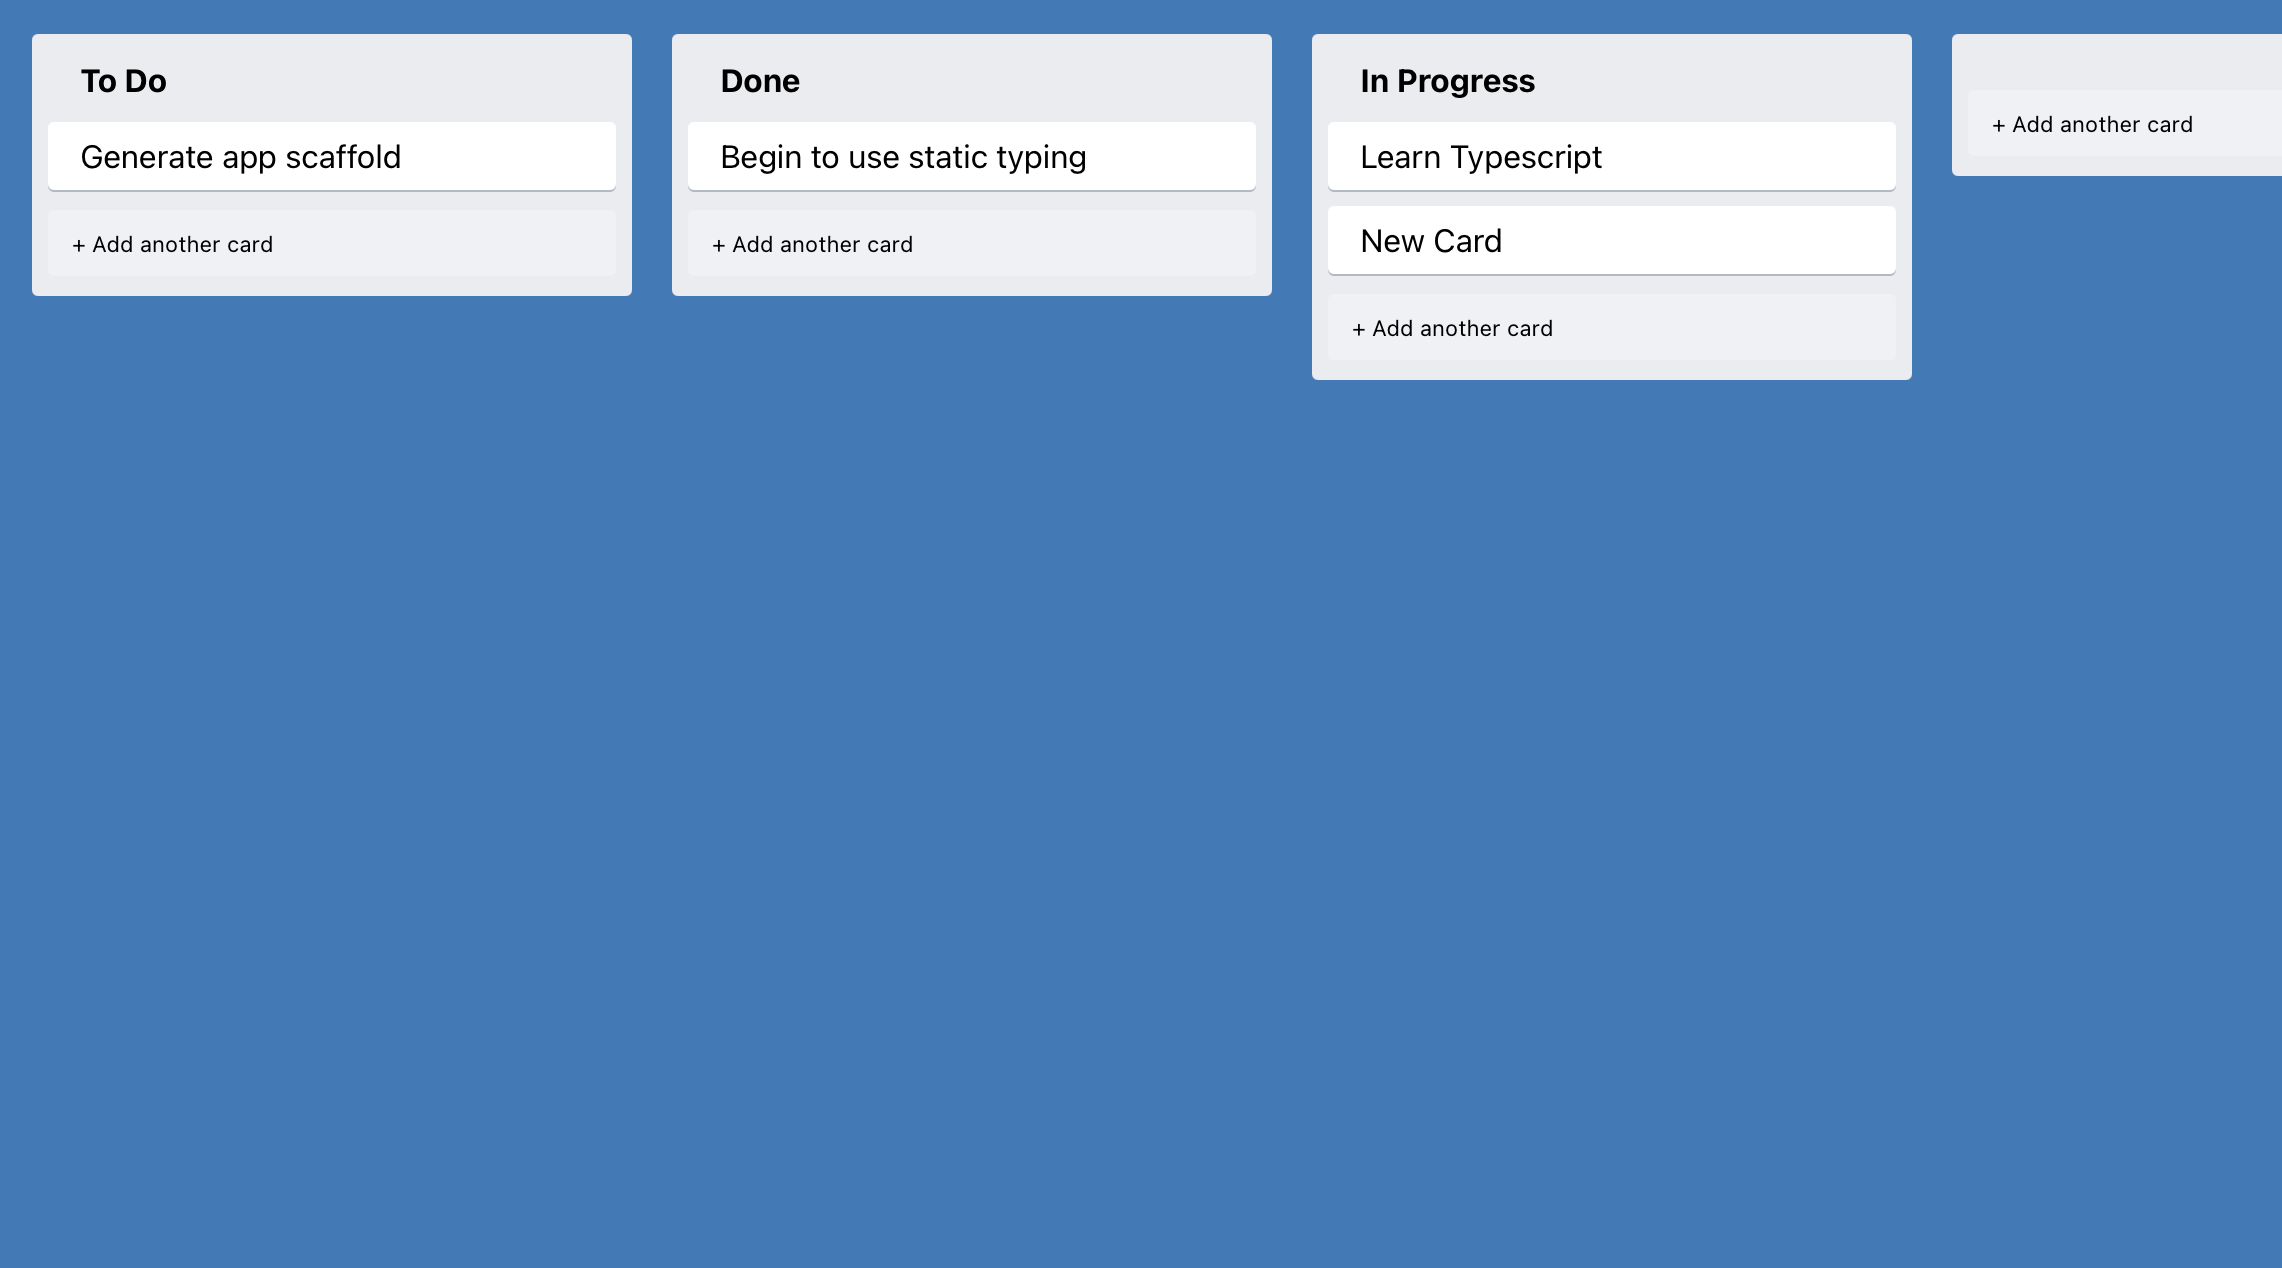 To Do
Generate app scaffold
+ Add another card
Done
Begin to use static typing
+ Add another card
In Progress
Learn Typescript
New Card
+ Add another card
+ Add another card